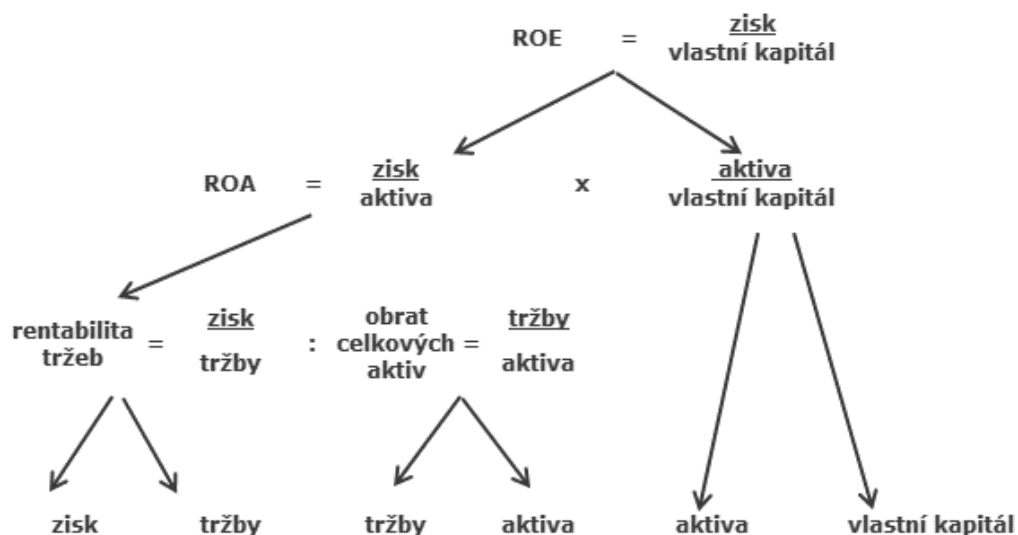 ROE = zisk
vlastní kapitál
ROA = zisk
aktiva
x
aktiva
vlastní kapitál
rentabilita
tržeb
=
zisk
tržby
:
obrat
celkových =
aktiv
tržby
aktiva
zisk
tržby
tržby
aktiva
aktiva
vlastní kapitál